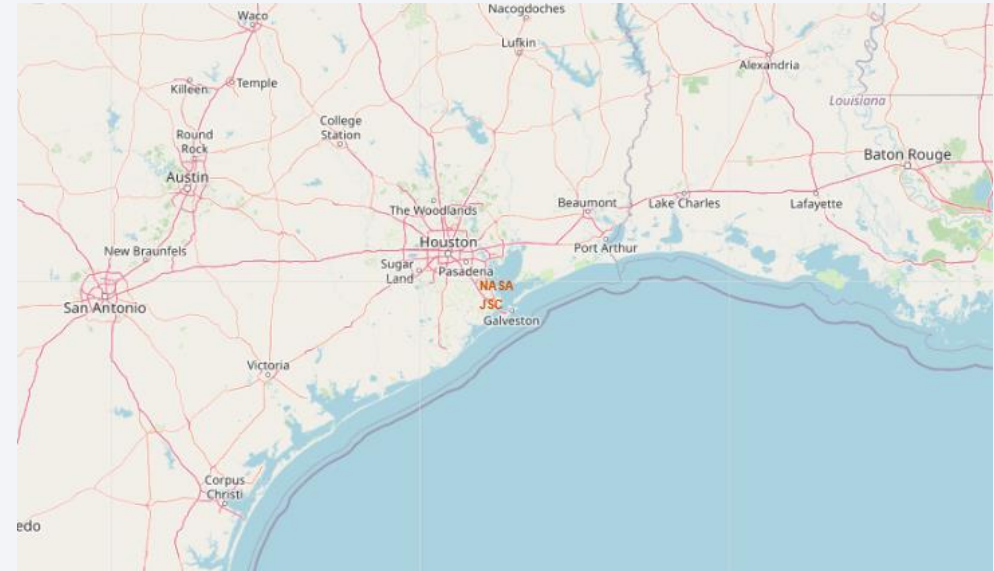 Nacogdoches
Waco
Lufkin
Alexandria
Killeen
Temple
Louisiana
College
Station
Round
Rock
Baton Rouge
Austin
The Woodlands
Beaumont
Lake Charles
Lafayette
Houston
Port Arthur
New Braunfels
Sugar
Land
Pasadena
NASA
JSC
San Antonio
Galveston
Victoria
Corpus
Christi
edo